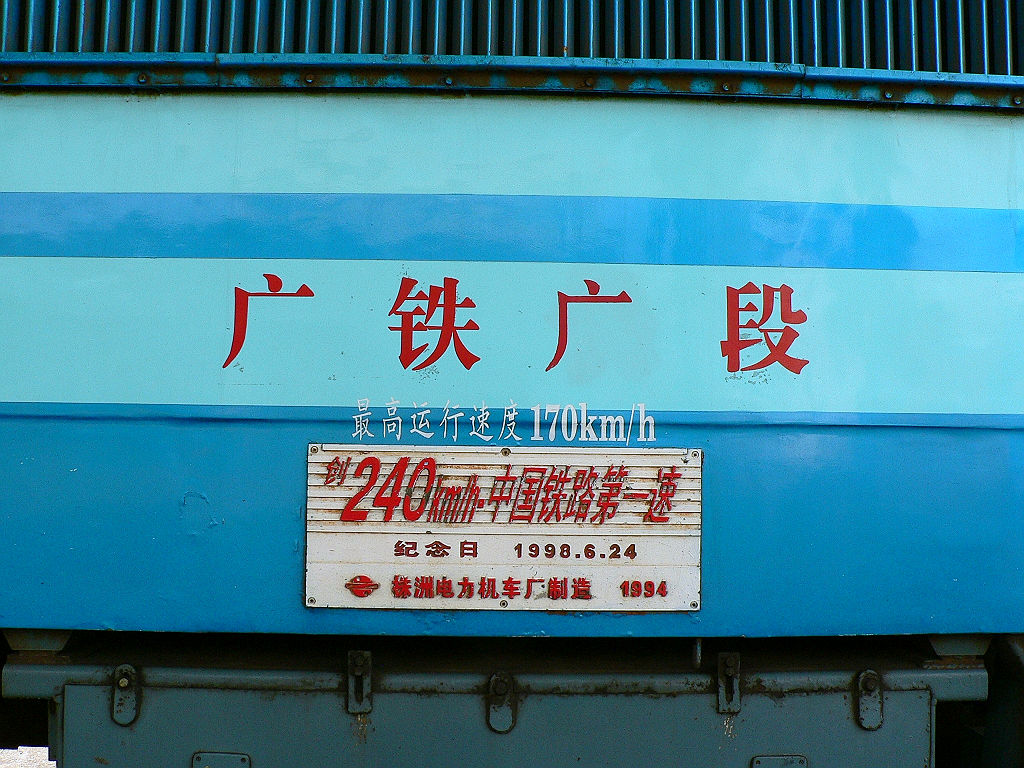 广铁广段
最高运行速度170km/h
创240km/h·中国铁路第一速
纪念日 1998.6.24
株洲电力机车厂制造 1994